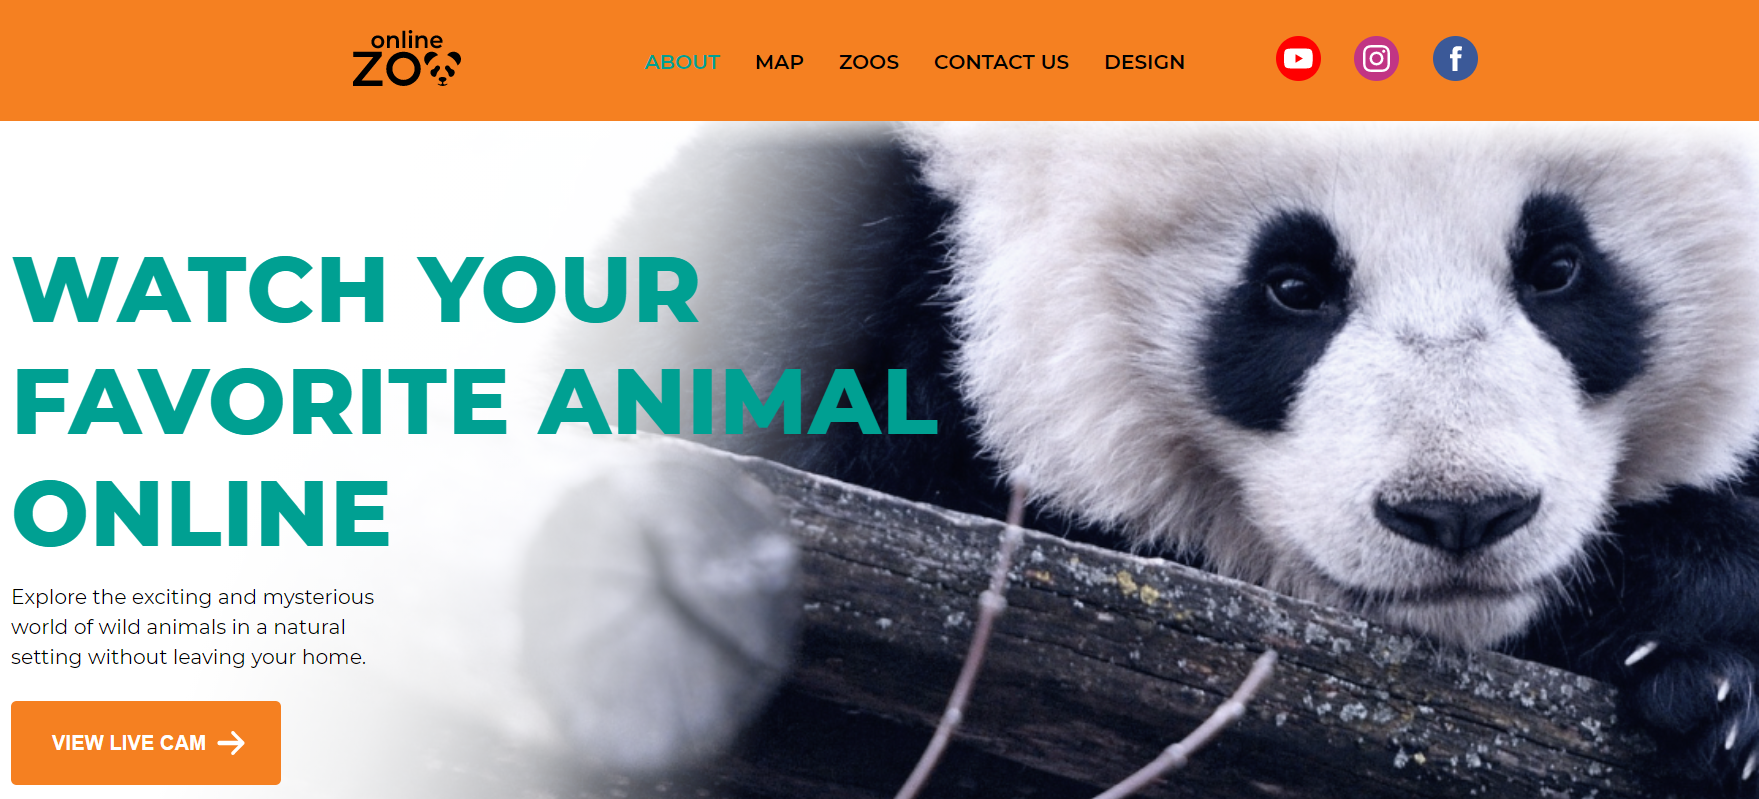 online
ZOO
ABOUT MAP ZOOS CONTACT US DESIGN
WATCH YOUR
FAVORITE ANIMAL
ONLINE
Explore the exciting and mysterious
world of wild animals in a natural
setting without leaving your home.
VIEW LIVE CAM